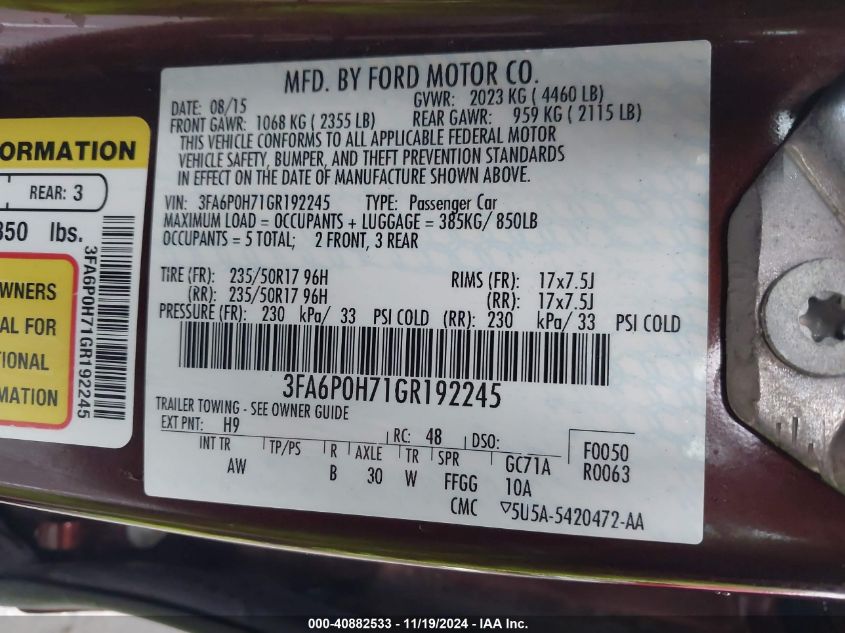 MFD. BY FORD MOTOR CO.
DATE: 08/15 GVWR: 2023 KG ( 4460 LB)
FRONT GAWR: 1068 KG ( 2355 LB) REAR GAWR: 959 KG ( 2115 LB)
THIS VEHICLE CONFORMS TO ALL APPLICABLE FEDERAL MOTOR
VEHICLE SAFETY, BUMPER, AND THEFT PREVENTION STANDARDS
IN EFFECT ON THE DATE OF MANUFACTURE SHOWN ABOVE.
VIN: 3FA6P0H71GR192245 TYPE: Passenger Car
MAXIMUM LOAD = OCCUPANTS + LUGGAGE = 385KG/ 850LB
OCCUPANTS = 5 TOTAL; 2 FRONT, 3 REAR
TIRE (FR): 235/50R17 96H RIMS (FR): 17x7.5J
(RR): 235/50R17 96H (RR): 17x7.5J
PRESSURE (FR): 230 kPa/ 33 PSI COLD (RR): 230 kPa/ 33 PSI COLD
3FA6P0H71GR192245
TRAILER TOWING - SEE OWNER GUIDE
EXT PNT: H9 RC: 48 DSO: F0050
INT TR TP/PS R AXLE TR SPR GC71A R0063
AW B 30 W FFGG 10A
CMC ▽5U5A-5420472-AA
ORMATION
REAR: 3
850 lbs.
3FA6P0H71GR192245
WNERS
AL FOR
TIONAL
ATION
000-40882533 - 11/19/2024 - IAA Inc.